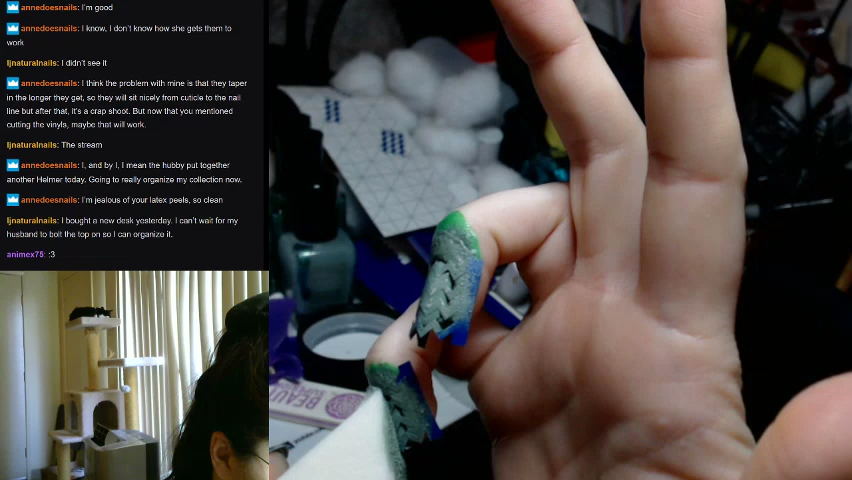 annedoesnails: I'm good
annedoesnails: I know, I don't know how she gets them to
work
ljnaturalnails: I didn't see it
annedoesnails: I think the problem with mine is that they taper
in the longer they get, so they will sit nicely from cuticle to the nail
line but after that, it's a crap shoot. But now that you mentioned
cutting the vinyls, maybe that will work.
ljnaturalnails: The stream
annedoesnails: I, and by I, I mean the hubby put together
another Helmer today. Going to really organize my collection now.
annedoesnails: I'm jealous of your latex peels, so clean
ljnaturalnails: I bought a new desk yesterday. I can't wait for my
husband to bolt the top on so I can organize it.
animex75: :3
BEAUTY